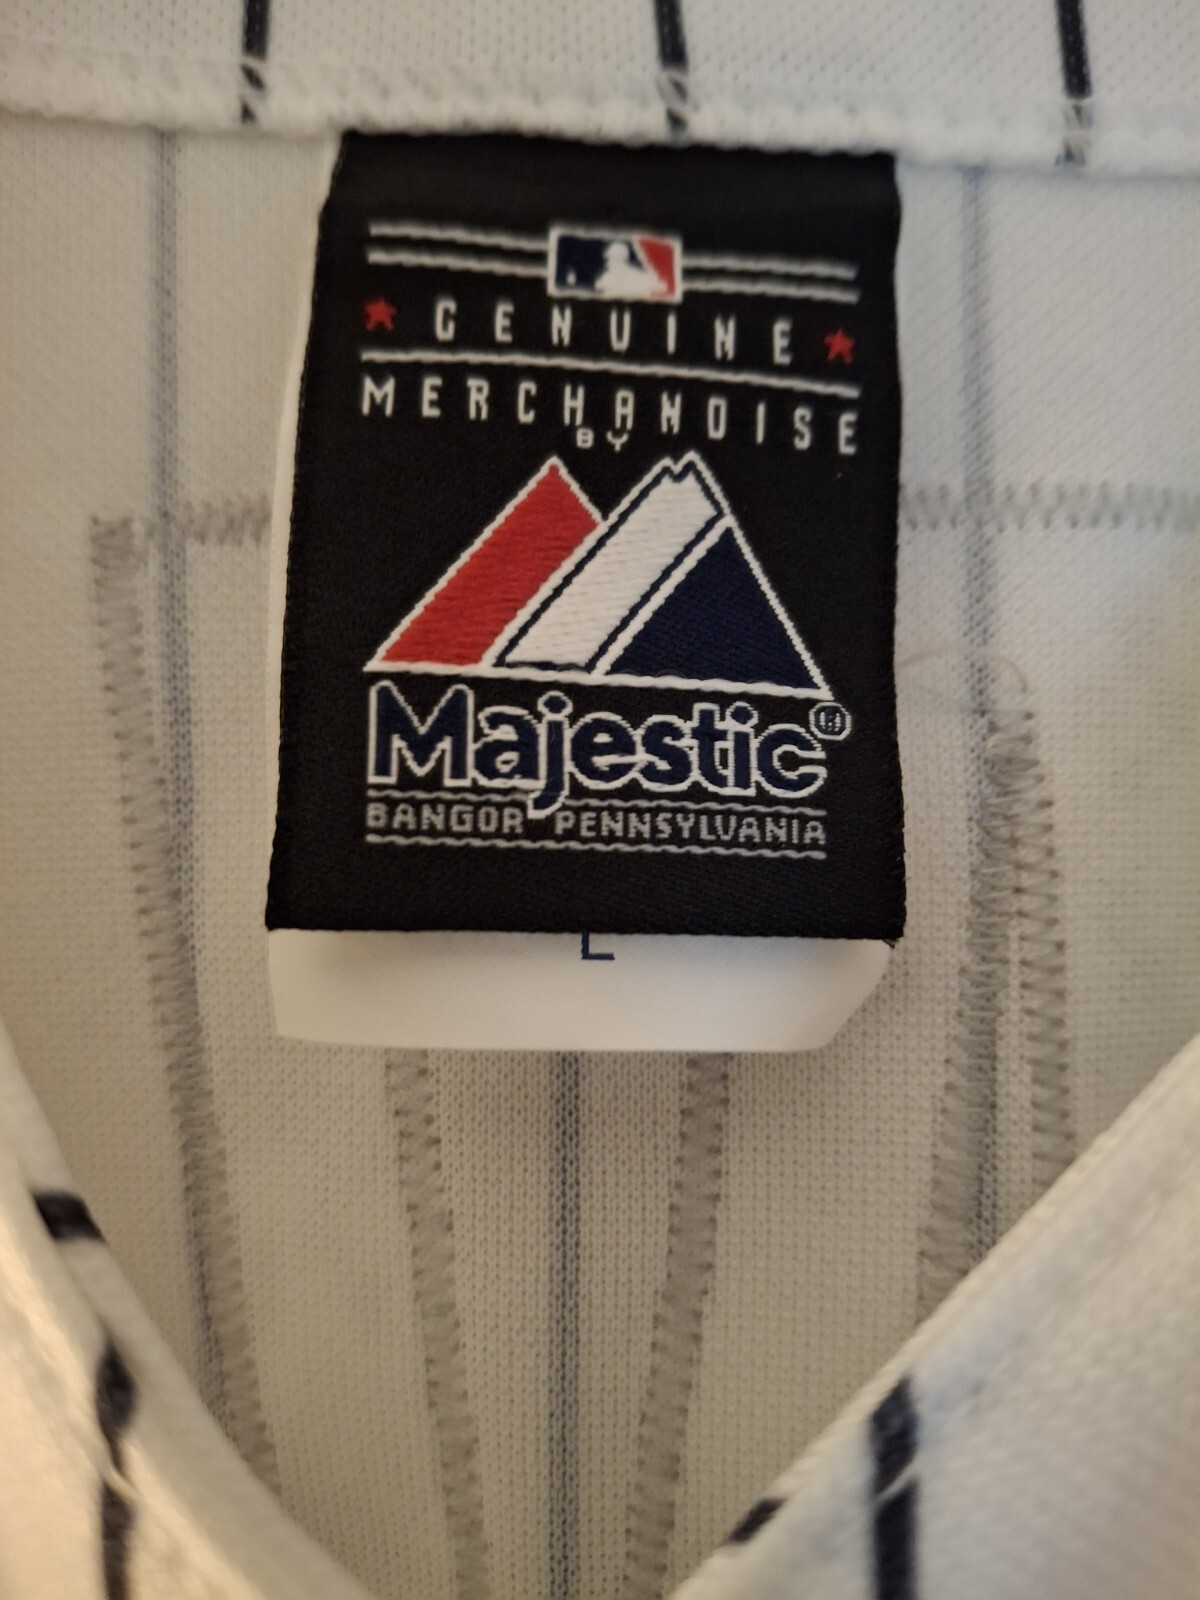 GENUINE
MERCHANDISE
BY
Majestic®
BANGOR PENNSYLVANIA
L